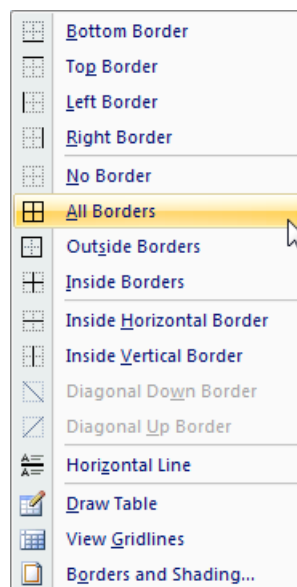 Bottom Border
Top Border
Left Border
Right Border
No Border
All Borders
Outside Borders
Inside Borders
Inside Horizontal Border
Inside Vertical Border
Diagonal Down Border
Diagonal Up Border
Horizontal Line
Draw Table
View Gridlines
Borders and Shading...